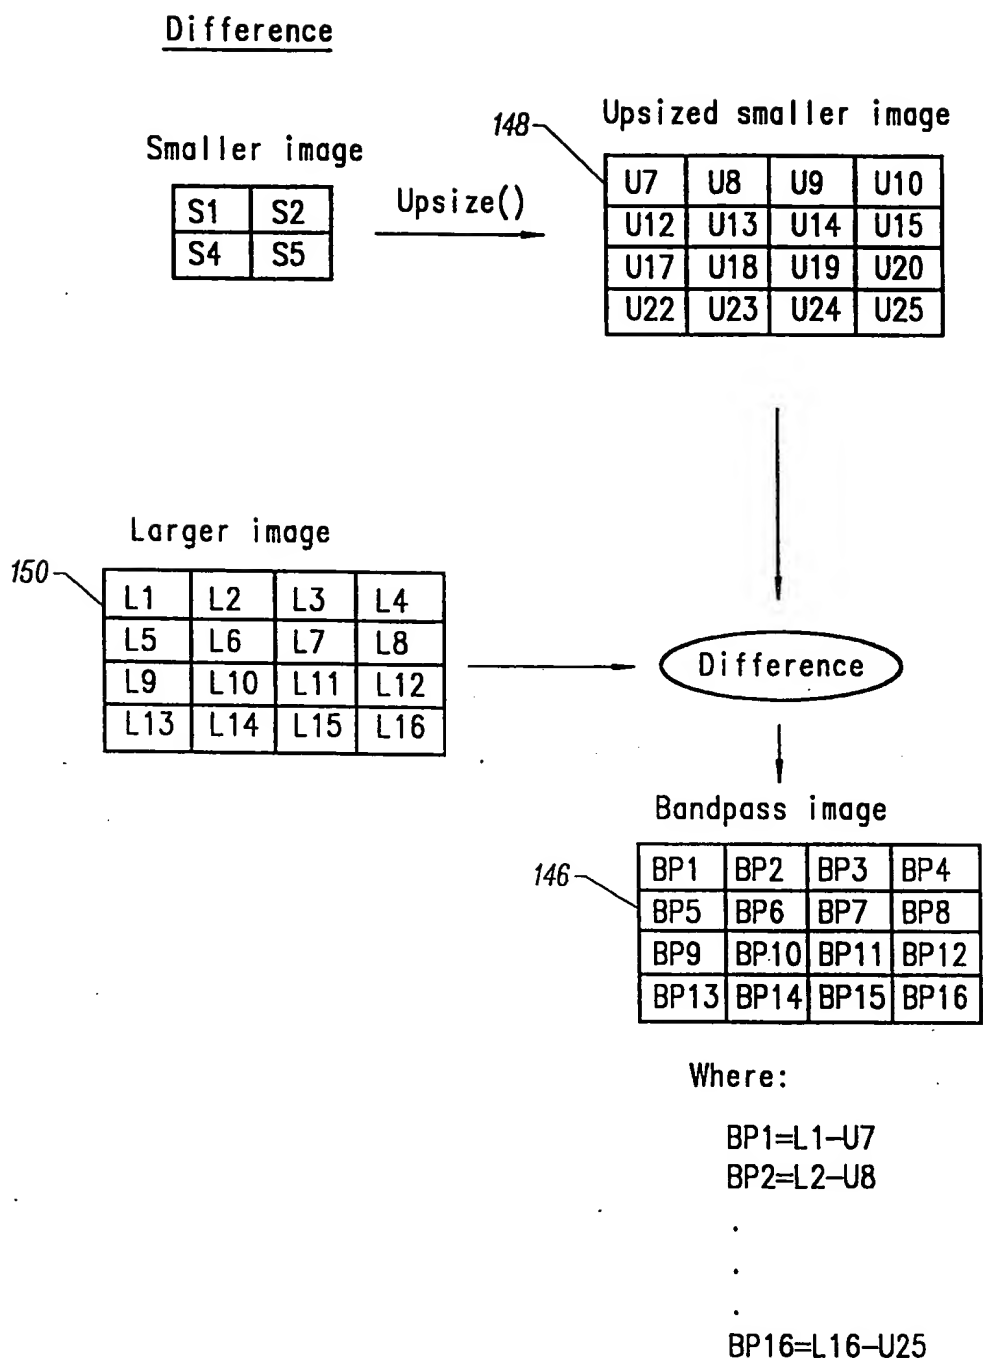 Difference
Smaller image
S1 S2
S4 S5
Upsize()
148
Upsized smaller image
U7 U8 U9 U10
U12 U13 U14 U15
U17 U18 U19 U20
U22 U23 U24 U25
Larger image
150
L1 L2 L3 L4
L5 L6 L7 L8
L9 L10 L11 L12
L13 L14 L15 L16
Difference
Bandpass image
146
BP1 BP2 BP3 BP4
BP5 BP6 BP7 BP8
BP9 BP10 BP11 BP12
BP13 BP14 BP15 BP16
Where:
BP1=L1–U7
BP2=L2–U8
.
.
.
BP16=L16–U25